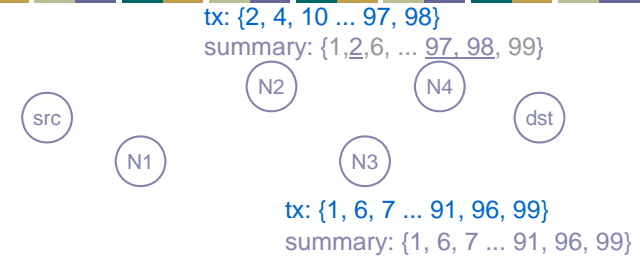 tx: {2, 4, 10 ... 97, 98}
summary: {1,2,6, ... 97, 98, 99}
N2
N4
src
dst
N1
N3
tx: {1, 6, 7 ... 91, 96, 99}
summary: {1, 6, 7 ... 91, 96, 99}